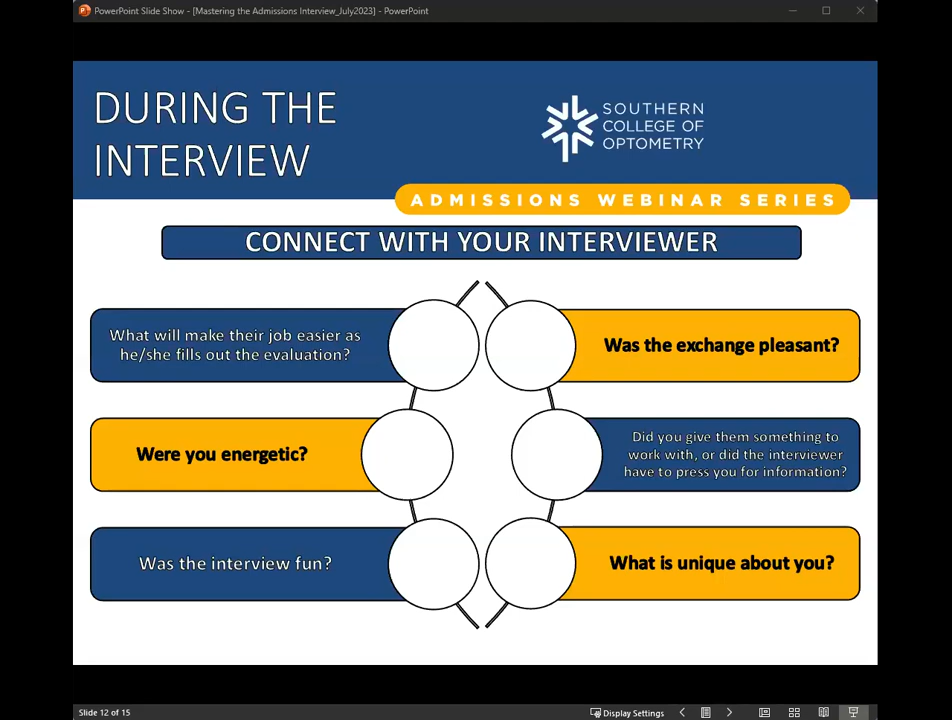 PowerPoint Slide Show - [Mastering the Admissions Interview_July2023] - PowerPoint
DURING THE
INTERVIEW
SOUTHERN
COLLEGE OF
OPTOMETRY
ADMISSIONS WEBINAR SERIES
CONNECT WITH YOUR INTERVIEWER
What will make their job easier as
he/she fills out the evaluation?
Was the exchange pleasant?
Were you energetic?
Did you give them something to
work with, or did the interviewer
have to press you for information?
Was the interview fun?
What is unique about you?
Slide 12 of 15
Display Settings